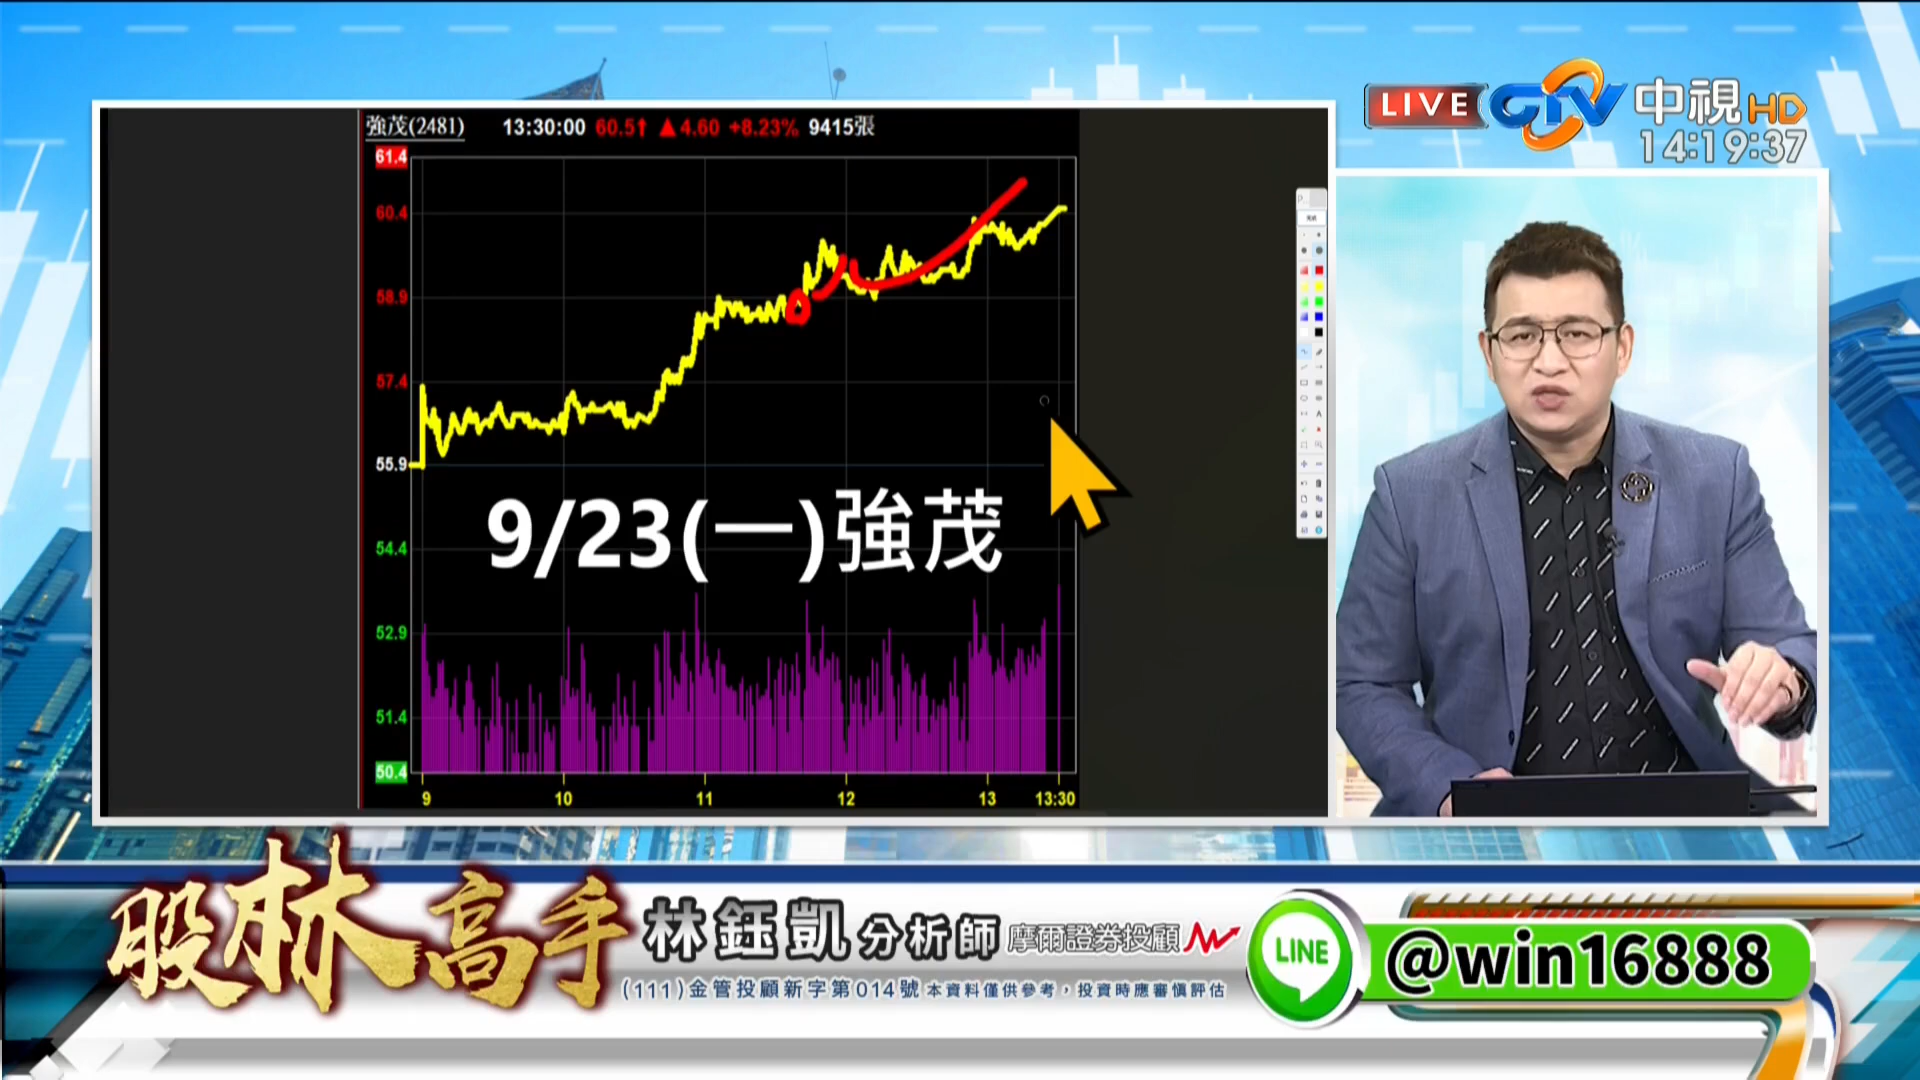 LIVE CTV 中視HD
14:19:37
強茂(2481) 13:30:00 60.5↑ ▲4.60 +8.23% 9415張
61.4
60.4
58.9
57.4
55.9
54.4
52.9
51.4
50.4
9/23(一)強茂
9 10 11 12 13 13:30
股林高手
林鈺凱 分析師 摩爾證券投顧
(111)金管投顧新字第014號 本資料僅供參考，投資時應審慎評估
LINE
@win16888